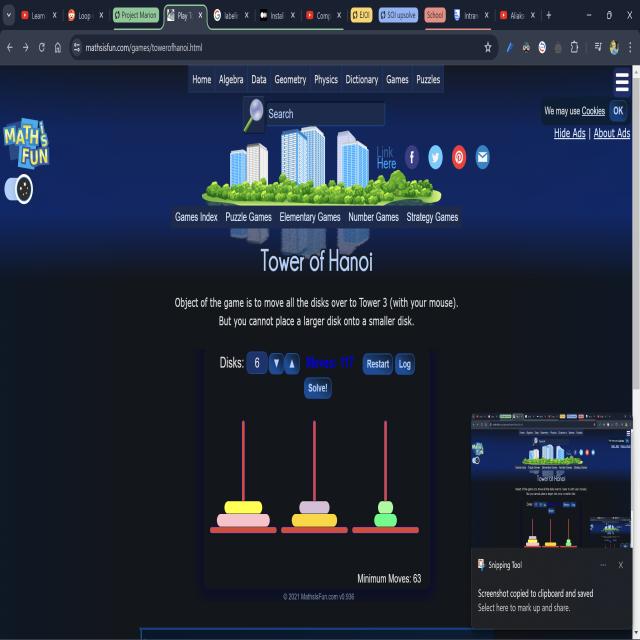 Learn
Loop
Project Marion
Play T
labelin
Instal
Comp
EJOI
SOI upsolve
School
Intran
Aliaks
mathsisfun.com/games/towerofhanoi.html
Home Algebra Data Geometry Physics Dictionary Games Puzzles
Search
We may use Cookies OK
Hide Ads | About Ads
MATHS FUN
Link Here
Games Index Puzzle Games Elementary Games Number Games Strategy Games
Tower of Hanoi
Object of the game is to move all the disks over to Tower 3 (with your mouse).
But you cannot place a larger disk onto a smaller disk.
Disks: 6 Moves: 117 Restart Log
Solve!
Minimum Moves: 63
© 2021 MathsIsFun.com v0.936
Snipping Tool
Screenshot copied to clipboard and saved
Select here to mark up and share.